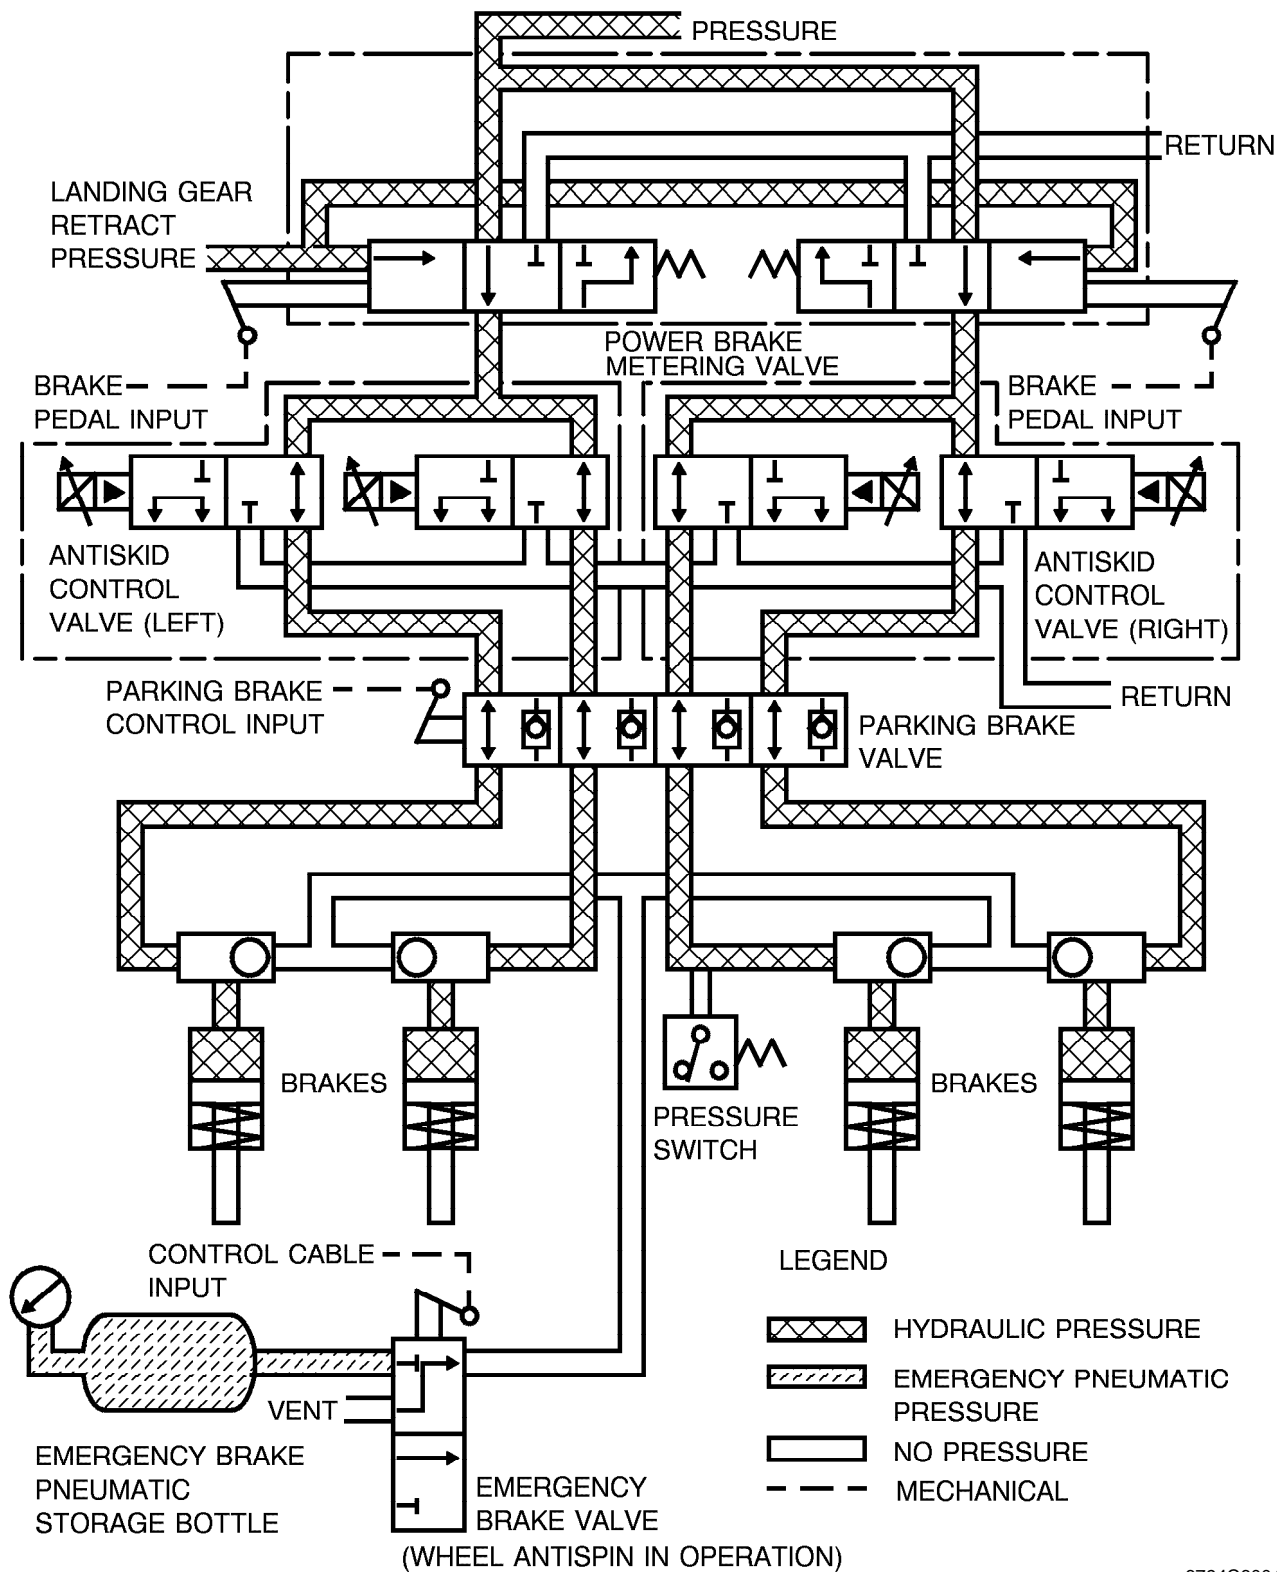 PRESSURE
RETURN
LANDING GEAR
RETRACT
PRESSURE
POWER BRAKE
METERING VALVE
BRAKE
PEDAL INPUT
BRAKE
PEDAL INPUT
ANTISKID
CONTROL
VALVE (LEFT)
ANTISKID
CONTROL
VALVE (RIGHT)
PARKING BRAKE
CONTROL INPUT
RETURN
PARKING BRAKE
VALVE
BRAKES
BRAKES
PRESSURE
SWITCH
CONTROL CABLE
INPUT
LEGEND
HYDRAULIC PRESSURE
EMERGENCY PNEUMATIC
PRESSURE
NO PRESSURE
MECHANICAL
VENT
EMERGENCY BRAKE
PNEUMATIC
STORAGE BOTTLE
EMERGENCY
BRAKE VALVE
(WHEEL ANTISPIN IN OPERATION)